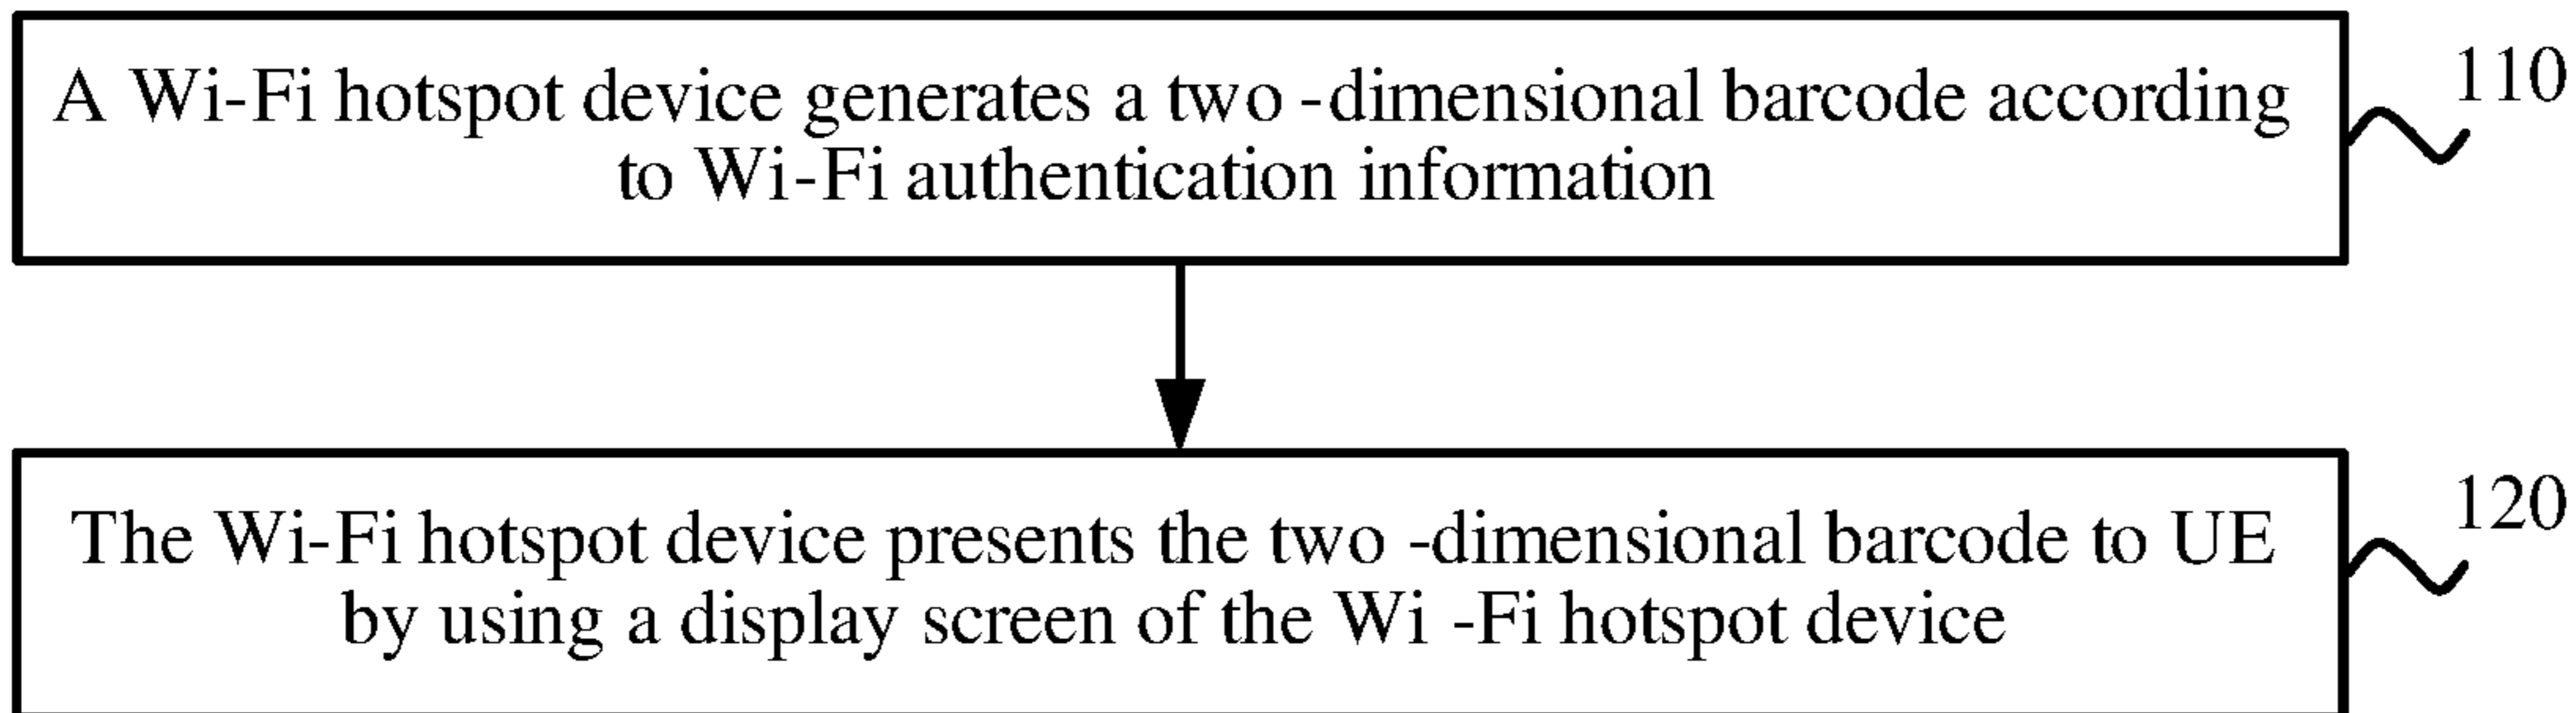 A Wi-Fi hotspot device generates a two -dimensional barcode according
to Wi-Fi authentication information
110
The Wi-Fi hotspot device presents the two -dimensional barcode to UE
by using a display screen of the Wi -Fi hotspot device
120